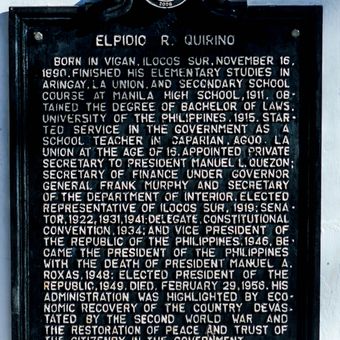 2006
ELPIDIO R. QUIRINO
BORN IN VIGAN, ILOCOS SUR, NOVEMBER 16,
1890. FINISHED HIS ELEMENTARY STUDIES IN
ARINGAY, LA UNION, AND SECONDARY SCHOOL
COURSE AT MANILA HIGH SCHOOL, 1911. OB-
TAINED THE DEGREE OF BACHELOR OF LAWS,
UNIVERSITY OF THE PHILIPPINES, 1915. STAR-
TED SERVICE IN THE GOVERNMENT AS A
SCHOOL TEACHER IN CAPARIAN, AGOO, LA
UNION AT THE AGE OF 16. APPOINTED PRIVATE
SECRETARY TO PRESIDENT MANUEL L. QUEZON;
SECRETARY OF FINANCE UNDER GOVERNOR
GENERAL FRANK MURPHY AND SECRETARY
OF THE DEPARTMENT OF INTERIOR. ELECTED
REPRESENTATIVE OF ILOCOS SUR, 1919; SENA-
TOR, 1922, 1931, 1941; DELEGATE, CONSTITUTIONAL
CONVENTION, 1934; AND VICE PRESIDENT OF
THE REPUBLIC OF THE PHILIPPINES, 1946, BE-
CAME THE PRESIDENT OF THE PHILIPPINES
WITH THE DEATH OF PRESIDENT MANUEL A.
ROXAS, 1948; ELECTED PRESIDENT OF THE
REPUBLIC, 1949. DIED, FEBRUARY 29, 1956. HIS
ADMINISTRATION WAS HIGHLIGHTED BY ECO-
NOMIC RECOVERY OF THE COUNTRY DEVAS-
TATED BY THE SECOND WORLD WAR AND
THE RESTORATION OF PEACE AND TRUST OF
THE CITIZENRY IN THE GOVERNMENT.